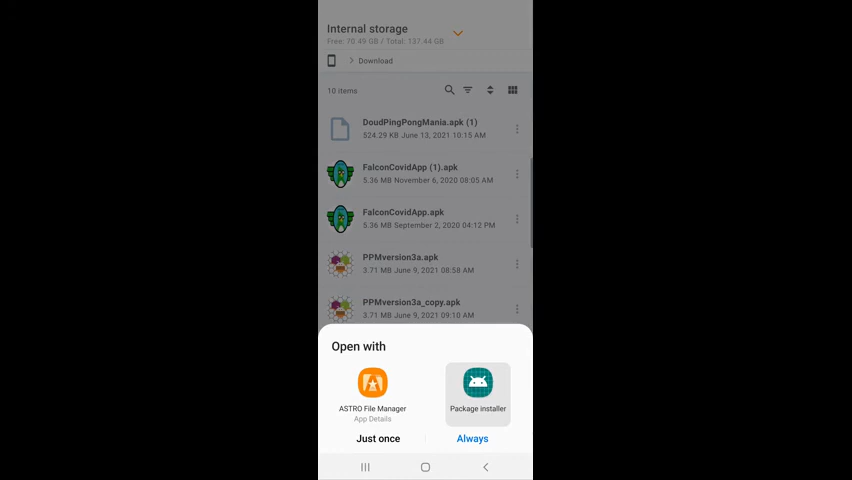 Internal storage
Free: 70.49 GB / Total: 137.44 GB
Download
10 items
DoudPingPongMania.apk (1)
524.29 KB June 13, 2021 10:15 AM
FalconCovidApp (1).apk
5.36 MB November 6, 2020 08:05 AM
FalconCovidApp.apk
5.36 MB September 2, 2020 04:12 PM
PPMversion3a.apk
3.71 MB June 9, 2021 08:58 AM
PPMversion3a_copy.apk
3.71 MB June 9, 2021 09:10 AM
Open with
ASTRO File Manager
App Details
Package installer
Just once
Always